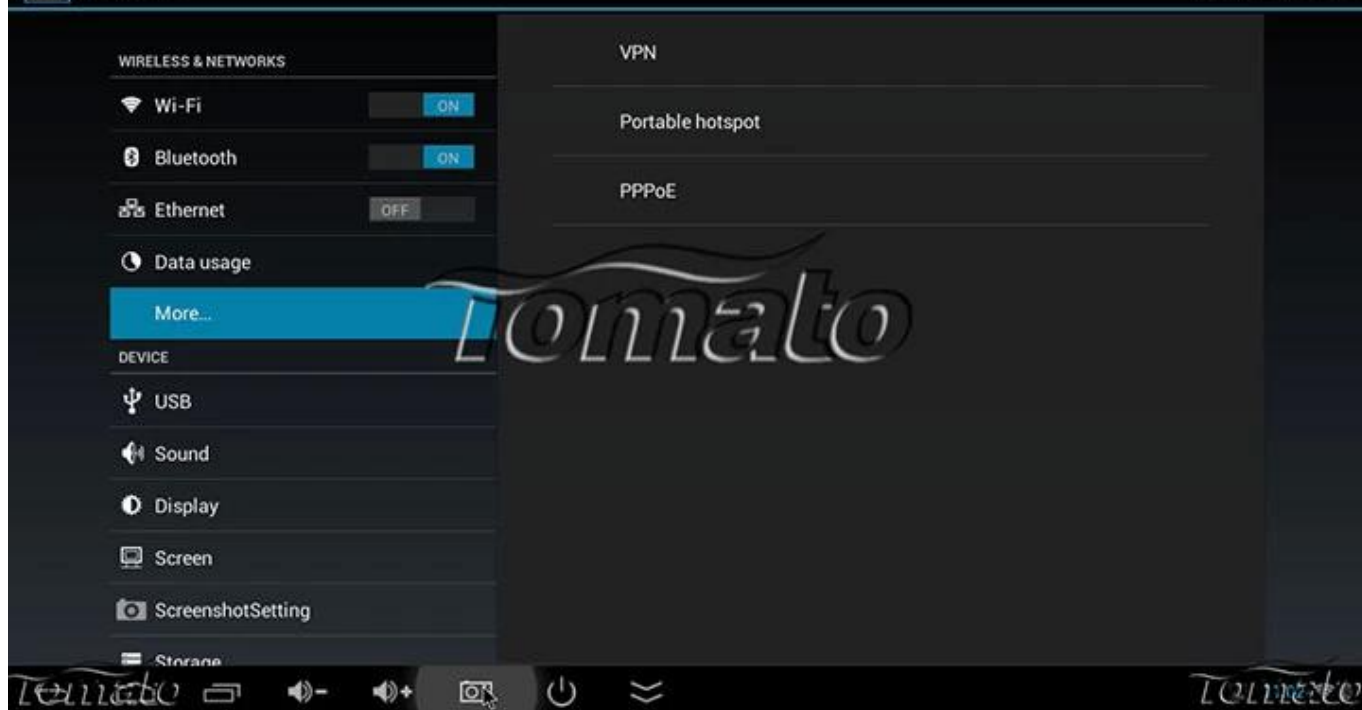 WIRELESS & NETWORKS
Wi-Fi ON
Bluetooth ON
Ethernet OFF
Data usage
More...
DEVICE
USB
Sound
Display
Screen
ScreenshotSetting
Storage
VPN
Portable hotspot
PPPoE
Tomato
Tomato
Tomato